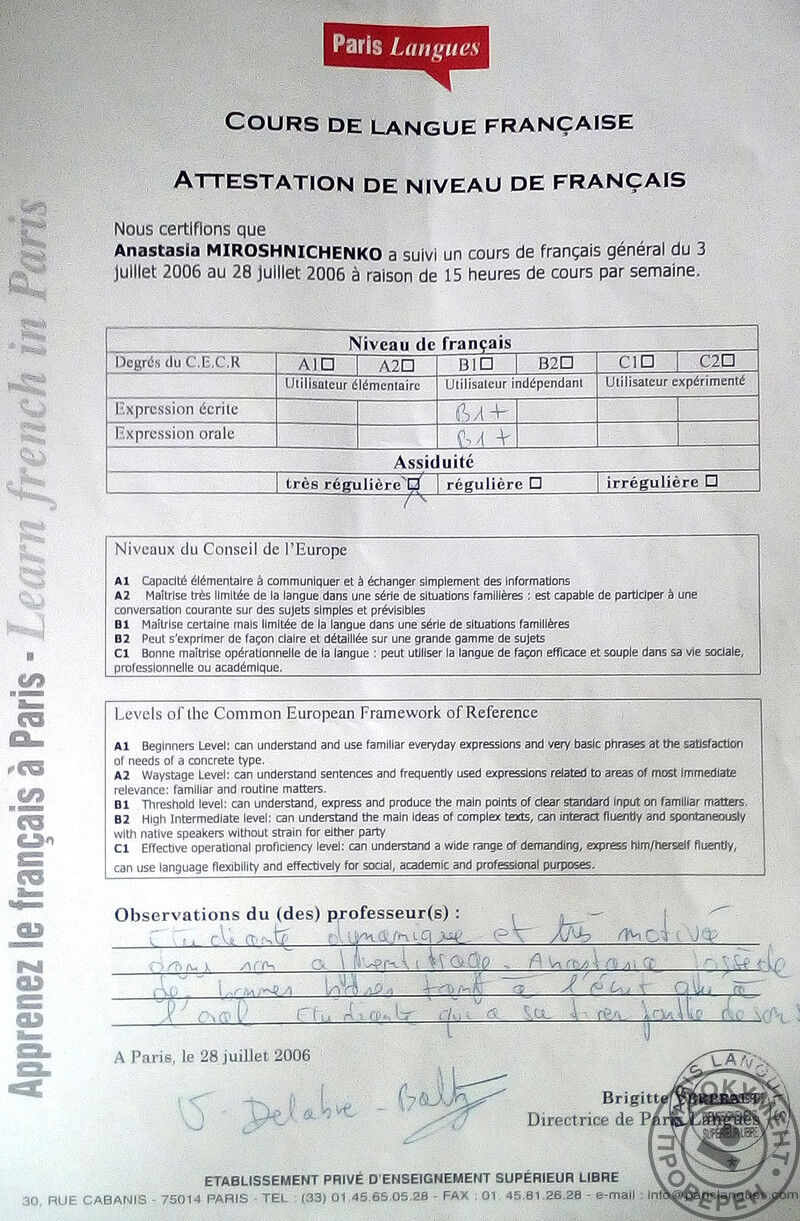 Paris Langues
COURS DE LANGUE FRANÇAISE
ATTESTATION DE NIVEAU DE FRANÇAIS
Nous certifions que
Anastasia MIROSHNICHENKO a suivi un cours de français général du 3
juillet 2006 au 28 juillet 2006 à raison de 15 heures de cours par semaine.
Niveau de français
Degrés du C.E.C.R A1☐ A2☐ B1☐ B2☐ C1☐ C2☐
Utilisateur élémentaire Utilisateur indépendant Utilisateur expérimenté
Expression écrite B1+
Expression orale B1+
Assiduité
très régulière ☒ régulière ☐ irrégulière ☐
Niveaux du Conseil de l'Europe
A1 Capacité élémentaire à communiquer et à échanger simplement des informations
A2 Maîtrise très limitée de la langue dans une série de situations familières : est capable de participer à une
conversation courante sur des sujets simples et prévisibles
B1 Maîtrise certaine mais limitée de la langue dans une série de situations familières
B2 Peut s'exprimer de façon claire et détaillée sur une grande gamme de sujets
C1 Bonne maîtrise opérationnelle de la langue : peut utiliser la langue de façon efficace et souple dans sa vie sociale,
professionnelle ou académique.
Levels of the Common European Framework of Reference
A1 Beginners Level: can understand and use familiar everyday expressions and very basic phrases at the satisfaction
of needs of a concrete type.
A2 Waystage Level: can understand sentences and frequently used expressions related to areas of most immediate
relevance: familiar and routine matters.
B1 Threshold level: can understand, express and produce the main points of clear standard input on familiar matters.
B2 High Intermediate level: can understand the main ideas of complex texts, can interact fluently and spontaneously
with native speakers without strain for either party
C1 Effective operational proficiency level: can understand a wide range of demanding, express him/herself fluently,
can use language flexibility and effectively for social, academic and professional purposes.
Observations du (des) professeur(s) :
Etudiante dynamique et très motivée
dans son apprentissage. Anastasia possède
de bonnes bases tant à l'écrit qu'à
l'oral. Etudiante qui a su tirer partie de son
A Paris, le 28 juillet 2006
V. Delabre - Baltz
Brigitte
Directrice de Paris Langues
PARIS LANGU
ДОКУМЕНТ ПРОВЕРЕН
ETABLISSEMENT PRIVÉ D'ENSEIGNEMENT SUPÉRIEUR LIBRE
30, RUE CABANIS - 75014 PARIS - TEL : (33) 01.45.65.05.28 - FAX : 01.45.81.26.28 - e-mail : info@parislangues.com
Apprenez le français à Paris - Learn french in Paris